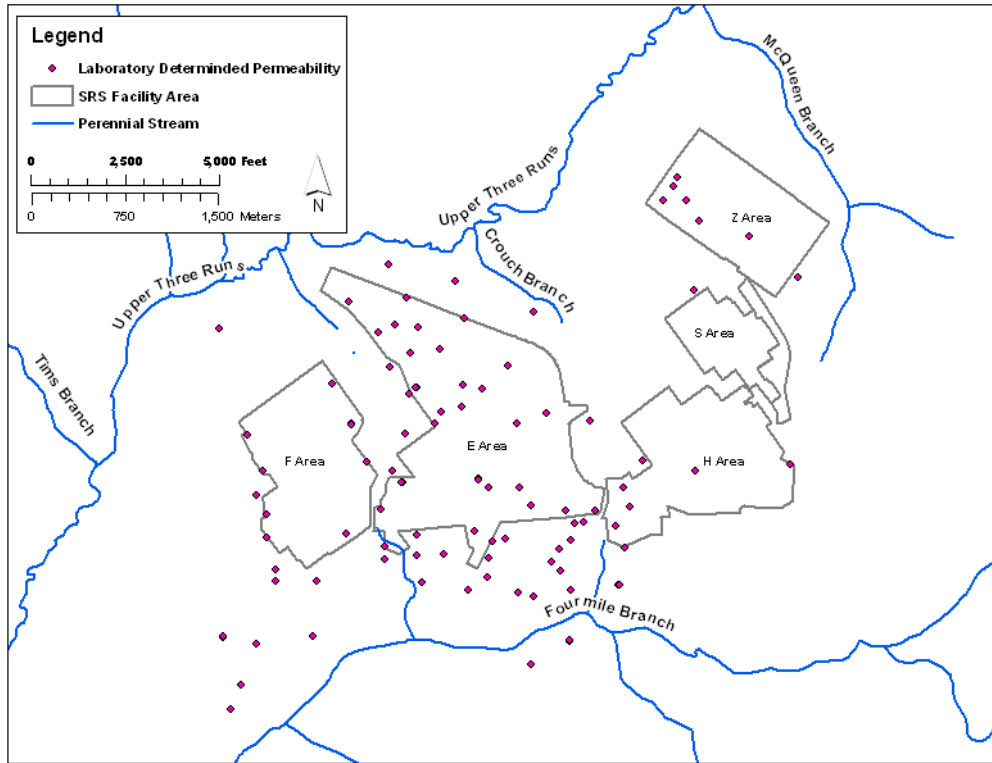 Legend
Laboratory Determinded Permeability
SRS Facility Area
Perennial Stream
0 2,500 5,000 Feet
0 750 1,500 Meters
N
McQueen Branch
Upper Three Runs
Z Area
Crouch Branch
Upper Three Runs
S Area
Tims Branch
F Area
E Area
H Area
Fourmile Branch